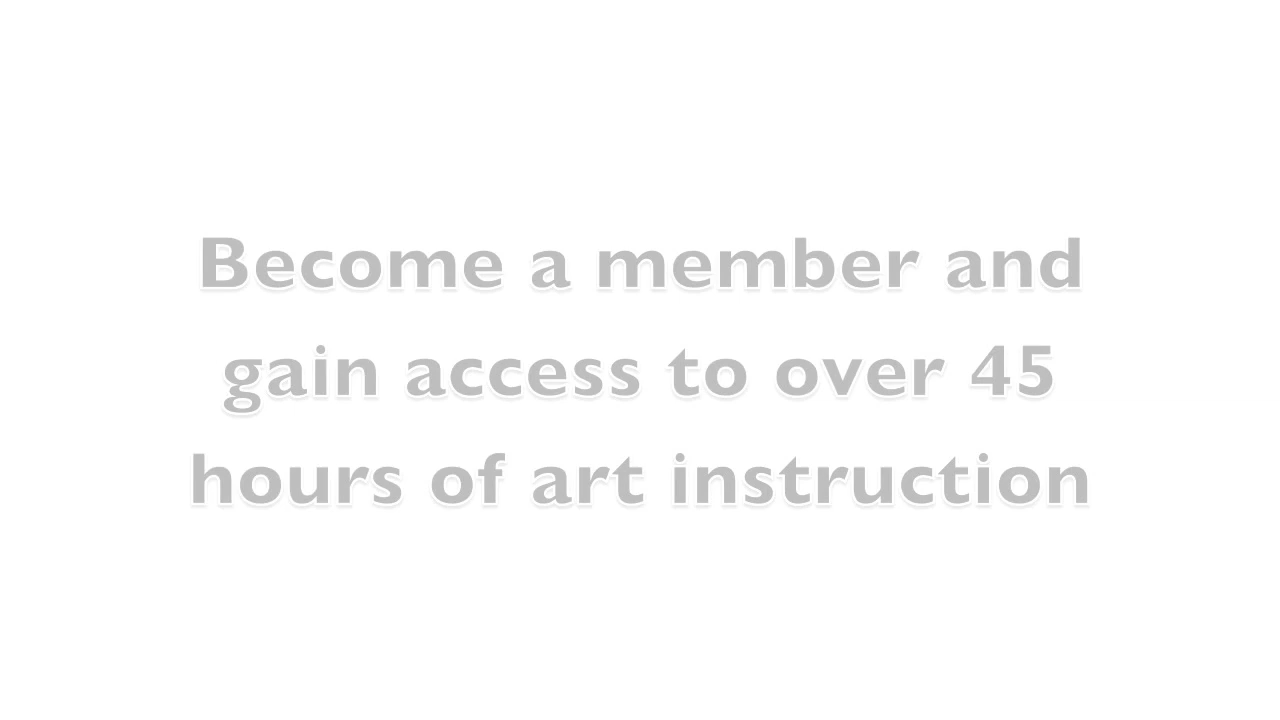 Become a member and
gain access to over 45
hours of art instruction